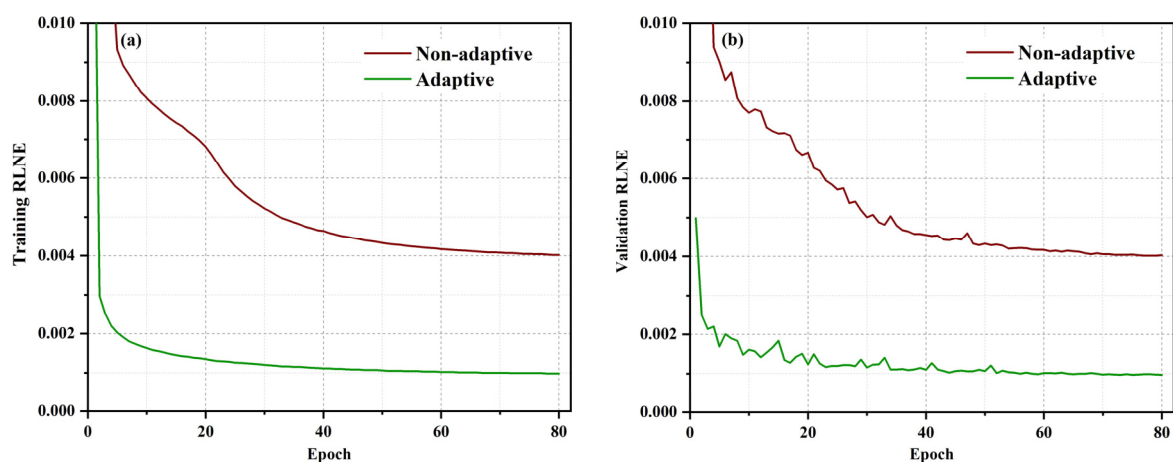 (a)
Non-adaptive
Adaptive
Training RLNE
0.010
0.008
0.006
0.004
0.002
0.000
0
20
40
60
80
Epoch
(b)
Non-adaptive
Adaptive
Validation RLNE
0.010
0.008
0.006
0.004
0.002
0.000
0
20
40
60
80
Epoch